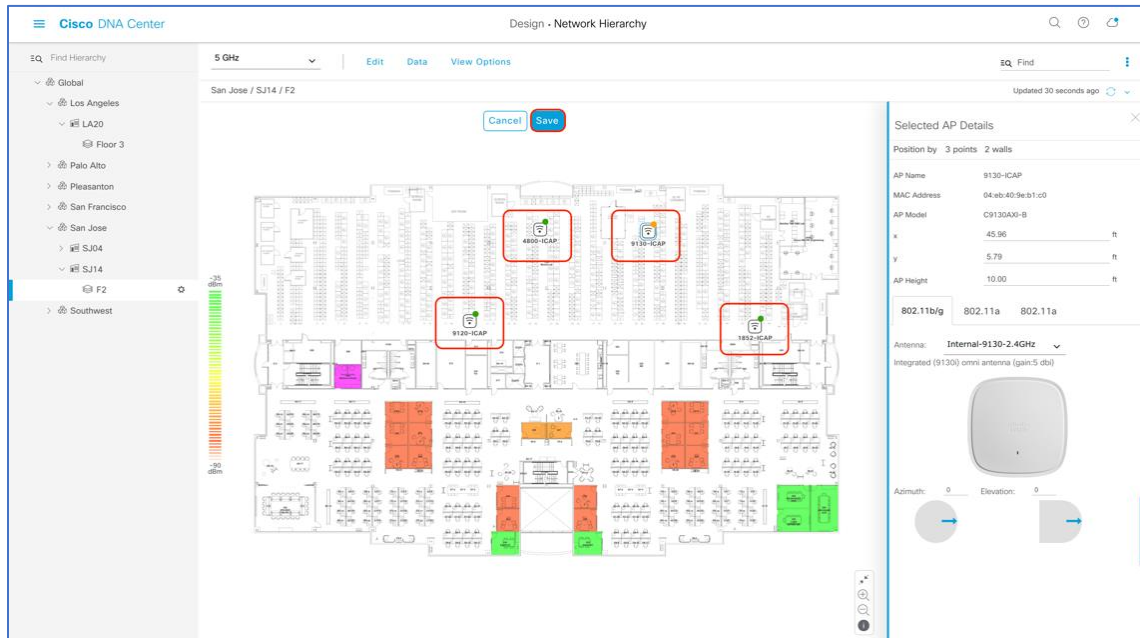 Cisco DNA Center
Design • Network Hierarchy
Find Hierarchy
Global
Los Angeles
LA20
Floor 3
Palo Alto
Pleasanton
San Francisco
San Jose
SJ04
SJ14
F2
Southwest
5 GHz
Edit Data View Options
Find
San Jose / SJ14 / F2
Updated 30 seconds ago
Cancel Save
4800-ICAP
9130-ICAP
9120-ICAP
1852-ICAP
-35
dBm
-90
dBm
Selected AP Details
Position by 3 points 2 walls
AP Name 9130-ICAP
MAC Address 04:eb:40:9e:b1:c0
AP Model C9130AXI-B
x 45.96 ft
y 5.79 ft
AP Height 10.00 ft
802.11b/g 802.11a 802.11a
Antenna: Internal-9130-2.4GHz
Integrated (9130i) omni antenna (gain:5 dbi)
Azimuth: 0 Elevation: 0